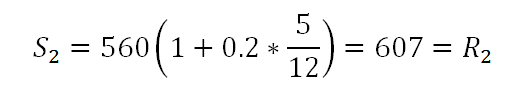 S₂ = 560(1 + 0.2 * 5/12) = 607 = R₂